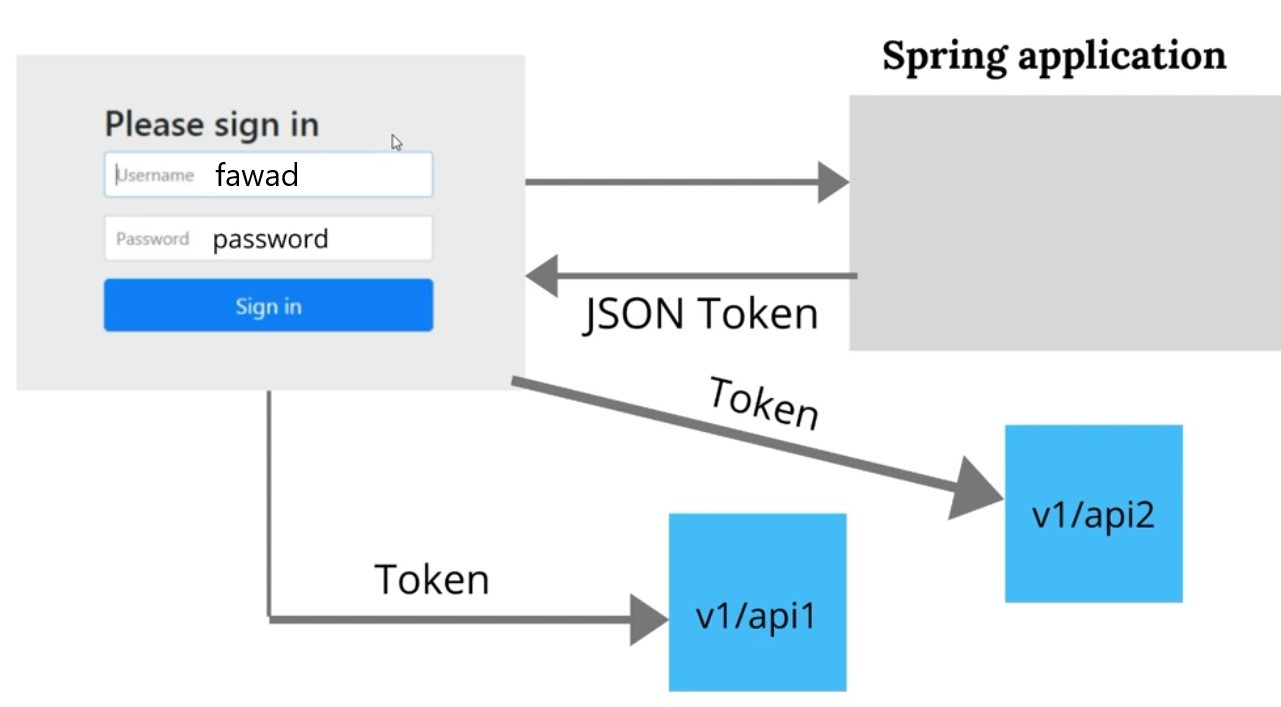 Spring application
Please sign in
Username fawad
Password password
Sign in
JSON Token
Token
v1/api2
Token
v1/api1